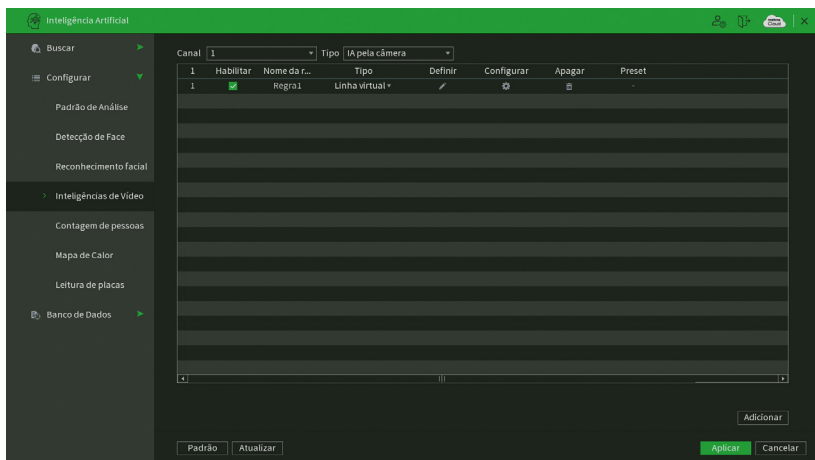 Inteligência Artificial
Cloud
Buscar
Configurar
Padrão de Análise
Detecção de Face
Reconhecimento facial
Inteligências de Vídeo
Contagem de pessoas
Mapa de Calor
Leitura de placas
Banco de Dados
Canal 1 Tipo IA pela câmera
1 Habilitar Nome da r... Tipo Definir Configurar Apagar Preset
1 Regra1 Linha virtual -
Adicionar
Padrão Atualizar Aplicar Cancelar